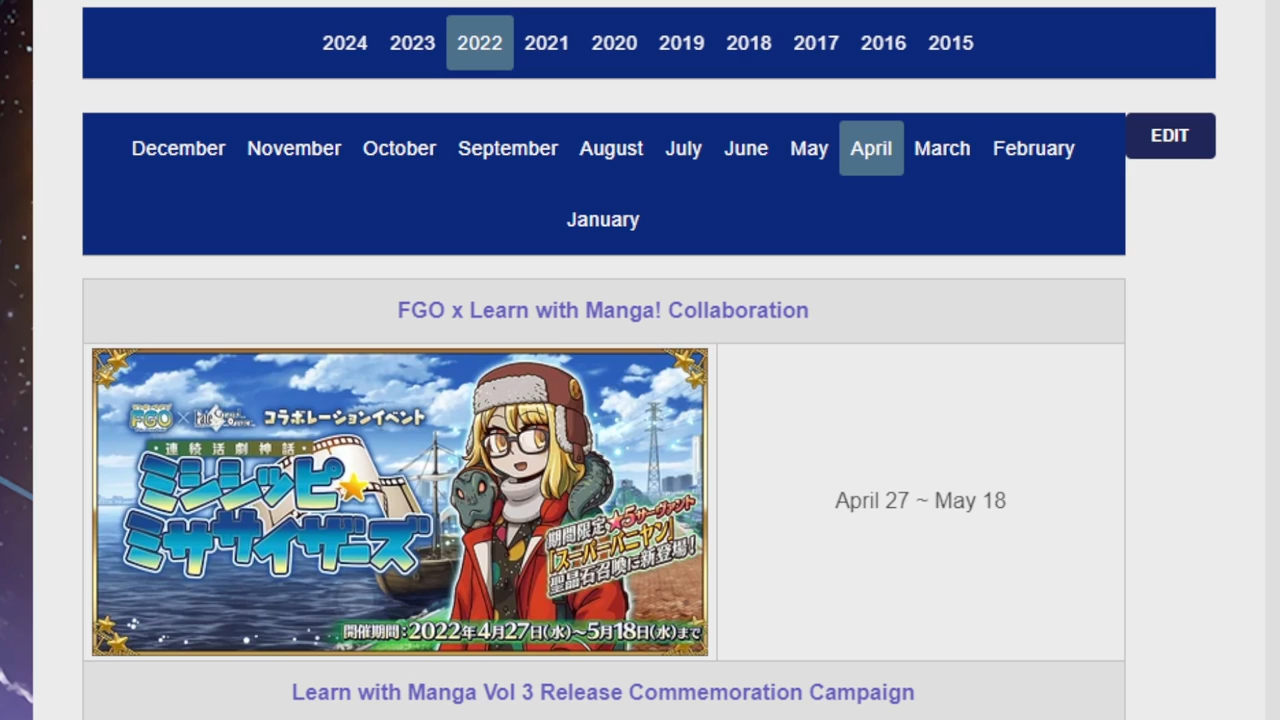 2024 2023 2022 2021 2020 2019 2018 2017 2016 2015
December November October September August July June May April March February
EDIT
January
FGO x Learn with Manga! Collaboration
FGO × コラボレーションイベント
・連続活劇神話・
ミシシッピ★
ミササイザーズ
期間限定★5サーヴァント
「スーパーバニヤン」
聖晶石召喚に新登場!
開催期間:2022年4月27日(水)~5月18日(水)まで
April 27 ~ May 18
Learn with Manga Vol 3 Release Commemoration Campaign